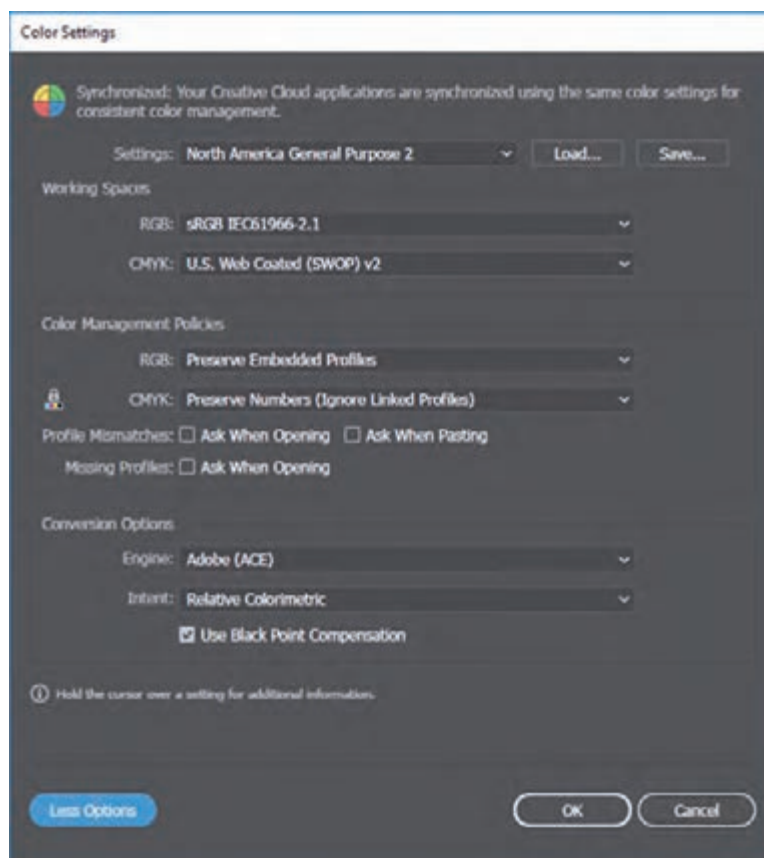 Color Settings
Synchronized: Your Creative Cloud applications are synchronized using the same color settings for
consistent color management.
Settings: North America General Purpose 2 Load... Save...
Working Spaces
RGB: sRGB IEC61966-2.1
CMYK: U.S. Web Coated (SWOP) v2
Color Management Policies
RGB: Preserve Embedded Profiles
CMYK: Preserve Numbers (Ignore Linked Profiles)
Profile Mismatches: Ask When Opening Ask When Pasting
Missing Profiles: Ask When Opening
Conversion Options
Engine: Adobe (ACE)
Intent: Relative Colorimetric
Use Black Point Compensation
Hold the cursor over a setting for additional information.
Less Options OK Cancel